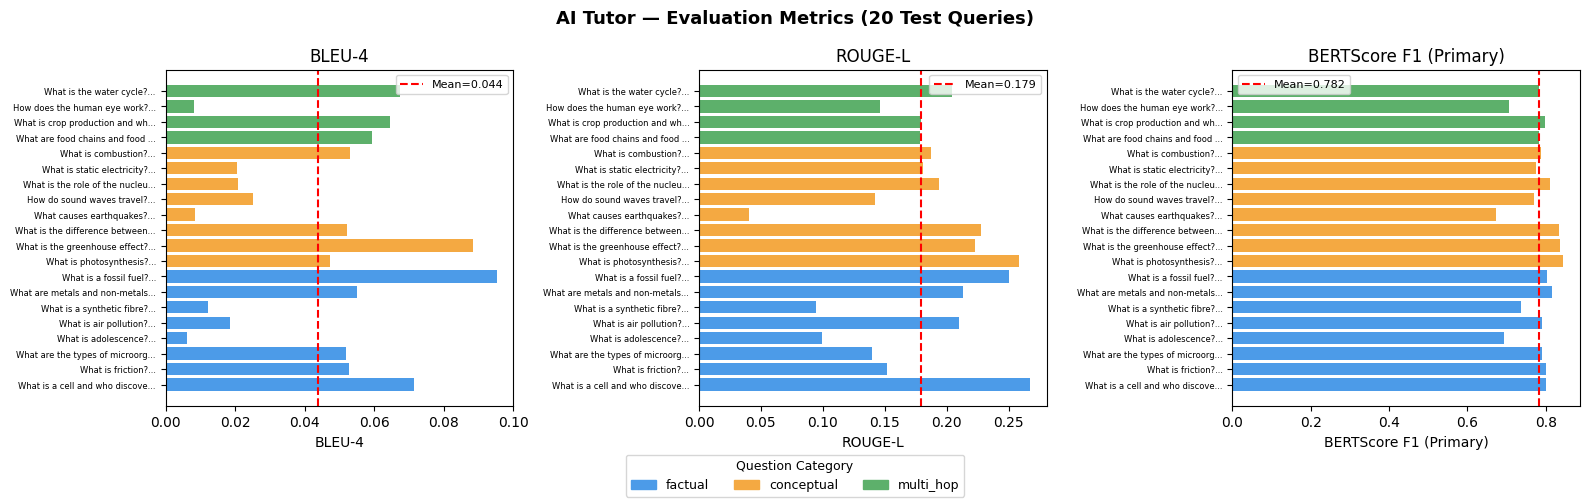 AI Tutor — Evaluation Metrics (20 Test Queries)
BLEU-4
Mean=0.044
What is the water cycle?...
How does the human eye work?...
What is crop production and wh...
What are food chains and food ...
What is combustion?...
What is static electricity?...
What is the role of the nucleu...
How do sound waves travel?...
What causes earthquakes?...
What is the difference between...
What is the greenhouse effect?...
What is photosynthesis?...
What is a fossil fuel?...
What are metals and non-metals...
What is a synthetic fibre?...
What is air pollution?...
What is adolescence?...
What are the types of microorg...
What is friction?...
What is a cell and who discove...
0.00 0.02 0.04 0.06 0.08 0.10
BLEU-4
ROUGE-L
Mean=0.179
What is the water cycle?...
How does the human eye work?...
What is crop production and wh...
What are food chains and food ...
What is combustion?...
What is static electricity?...
What is the role of the nucleu...
How do sound waves travel?...
What causes earthquakes?...
What is the difference between...
What is the greenhouse effect?...
What is photosynthesis?...
What is a fossil fuel?...
What are metals and non-metals...
What is a synthetic fibre?...
What is air pollution?...
What is adolescence?...
What are the types of microorg...
What is friction?...
What is a cell and who discove...
0.00 0.05 0.10 0.15 0.20 0.25
ROUGE-L
BERTScore F1 (Primary)
Mean=0.782
What is the water cycle?...
How does the human eye work?...
What is crop production and wh...
What are food chains and food ...
What is combustion?...
What is static electricity?...
What is the role of the nucleu...
How do sound waves travel?...
What causes earthquakes?...
What is the difference between...
What is the greenhouse effect?...
What is photosynthesis?...
What is a fossil fuel?...
What are metals and non-metals...
What is a synthetic fibre?...
What is air pollution?...
What is adolescence?...
What are the types of microorg...
What is friction?...
What is a cell and who discove...
0.0 0.2 0.4 0.6 0.8
BERTScore F1 (Primary)
Question Category
factual conceptual multi_hop